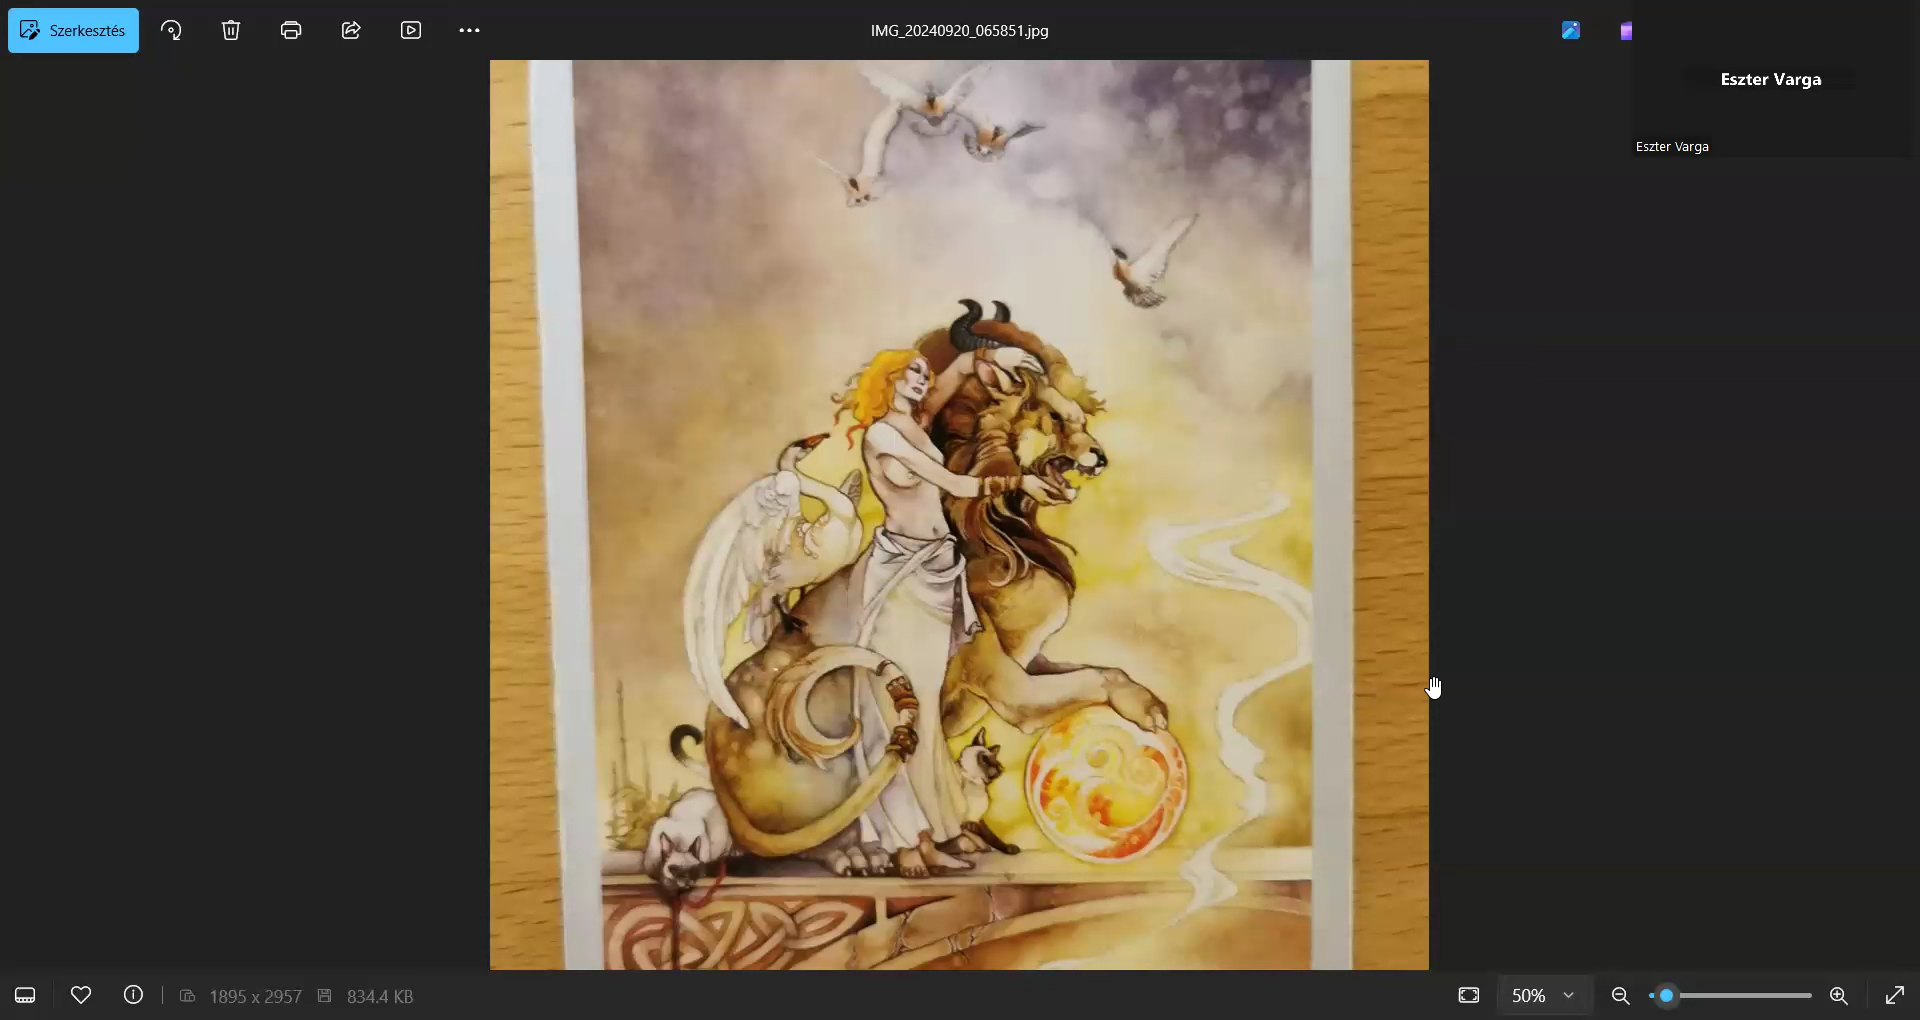 Szerkesztés
IMG_20240920_065851.jpg
Eszter Varga
Eszter Varga
1895 x 2957
834.4 KB
50%